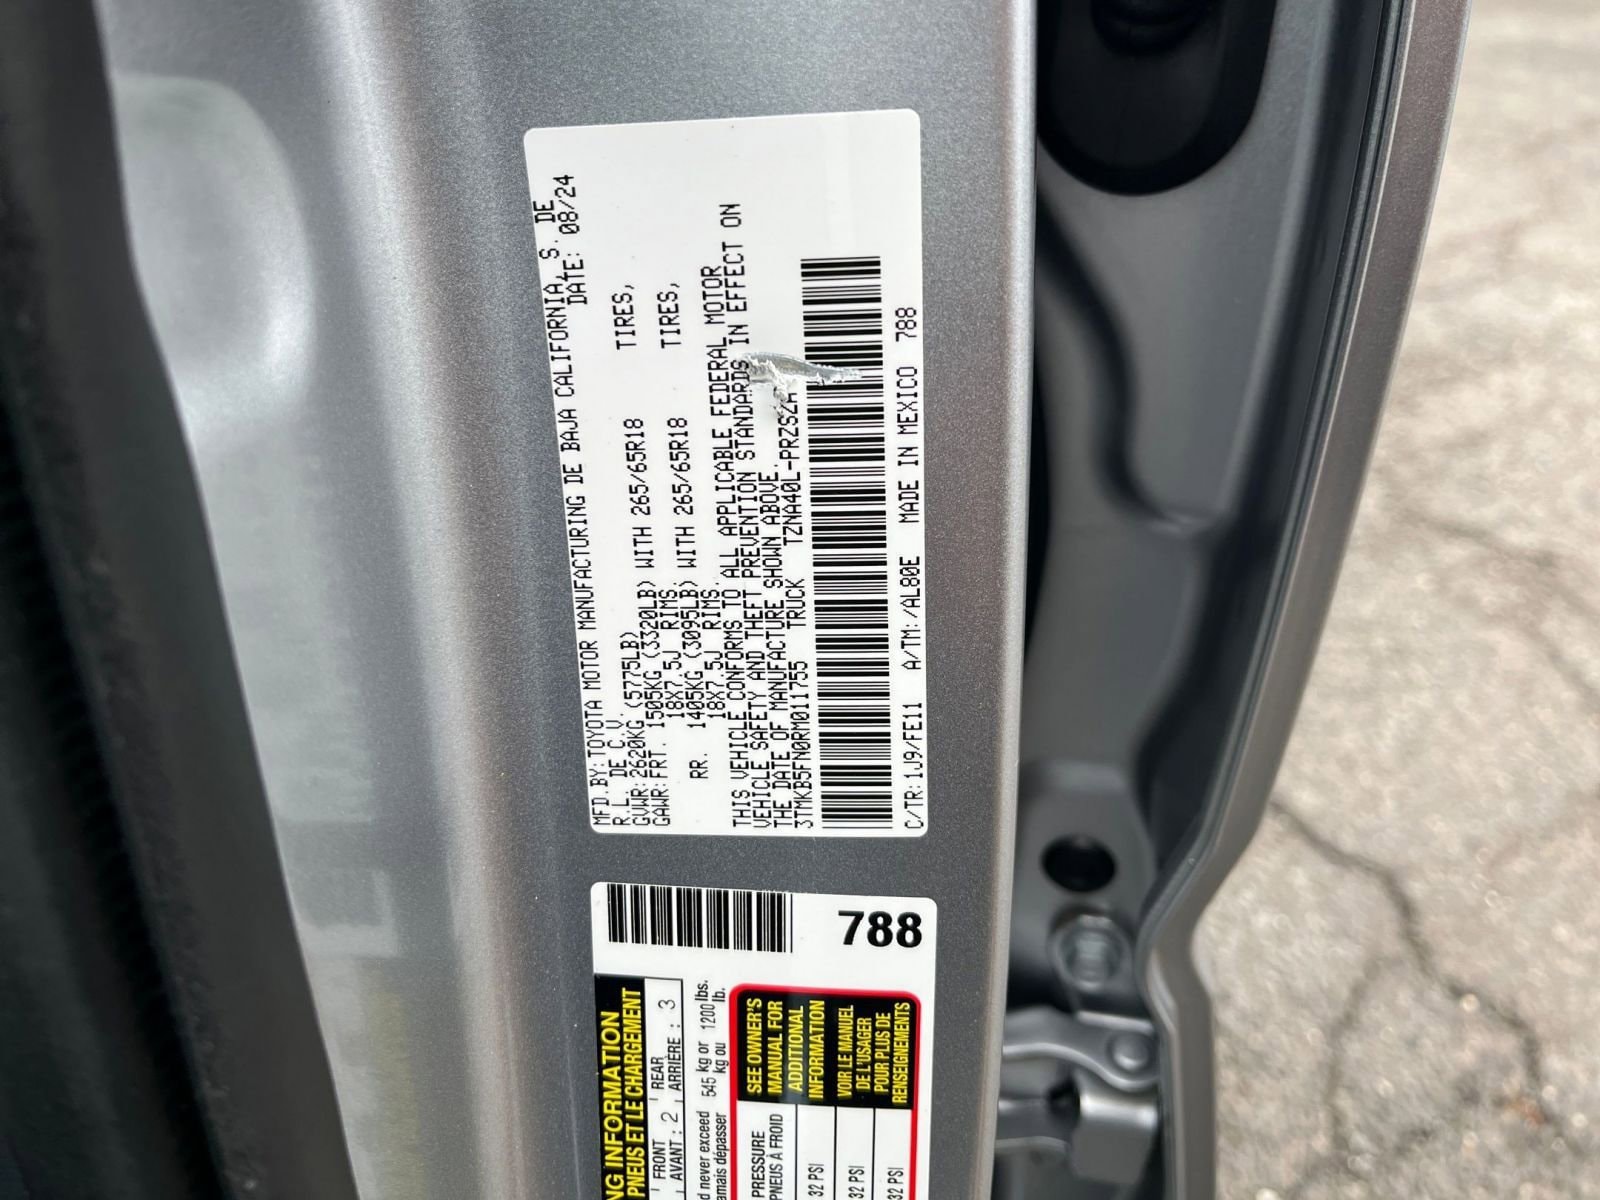 MFD.BY:TOYOTA MOTOR MANUFACTURING DE BAJA CALIFORNIA, S. DE
R.L. DE C.V. DATE: 08/24
GVWR:2620KG (5775LB)
GAWR:FRT. 1505KG (3320LB) WITH 265/65R18 TIRES,
18X7.5J RIMS.
RR. 1405KG (3095LB) WITH 265/65R18 TIRES,
18X7.5J RIMS.
THIS VEHICLE CONFORMS TO ALL APPLICABLE FEDERAL MOTOR
VEHICLE SAFETY AND THEFT PREVENTION STANDARDS IN EFFECT ON
THE DATE OF MANUFACTURE SHOWN ABOVE.
3TMKB5FN0RM011755 TRUCK TZNA40L-PRZSZA
C/TR:1J9/FE11 A/TM:/AL80E MADE IN MEXICO 788
788
NG INFORMATION
PNEUS ET LE CHARGEMENT
FRONT 2 REAR 3
AVANT : ARRIÈRE :
d never exceed 545 kg or 1200 lbs.
amais dépasser kg ou lb.
SEE OWNER'S
MANUAL FOR
ADDITIONAL
INFORMATION
VOIR LE MANUEL
DE L'USAGER
POUR PLUS DE
RENSEIGNEMENTS
PRESSURE
PNEUS À FROID
32 PSI
32 PSI
32 PSI